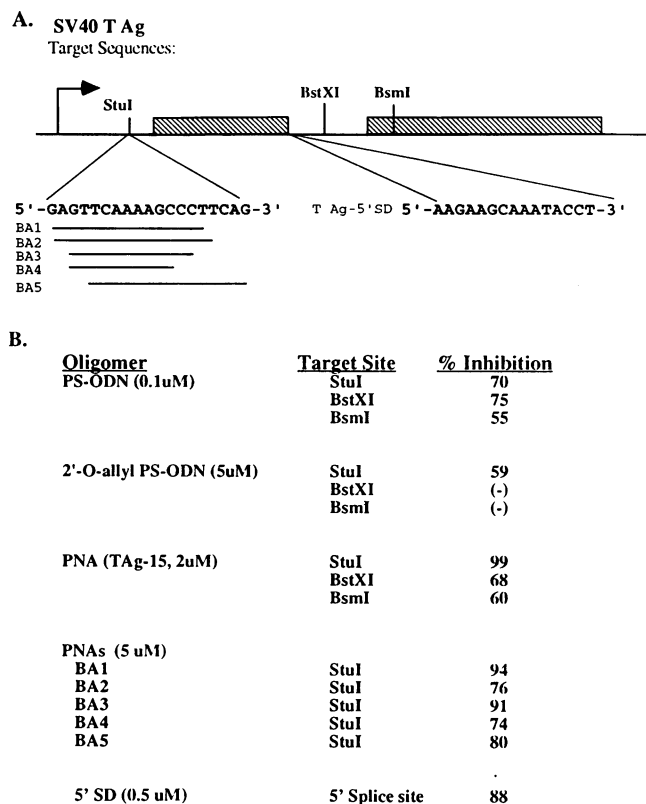 A. SV40 T Ag
Target Sequences:
StuI BstXI BsmI
5'-GAGTTCAAAAGCCCTTCAG-3' T Ag-5'SD 5'-AAGAAGCAAATACCT-3'
BA1
BA2
BA3
BA4
BA5
B.
Oligomer Target Site % Inhibition
PS-ODN (0.1uM) StuI 70
BstXI 75
BsmI 55
2'-O-allyl PS-ODN (5uM) StuI 59
BstXI (-)
BsmI (-)
PNA (TAg-15, 2uM) StuI 99
BstXI 68
BsmI 60
PNAs (5 uM)
BA1 StuI 94
BA2 StuI 76
BA3 StuI 91
BA4 StuI 74
BA5 StuI 80
5' SD (0.5 uM) 5' Splice site 88